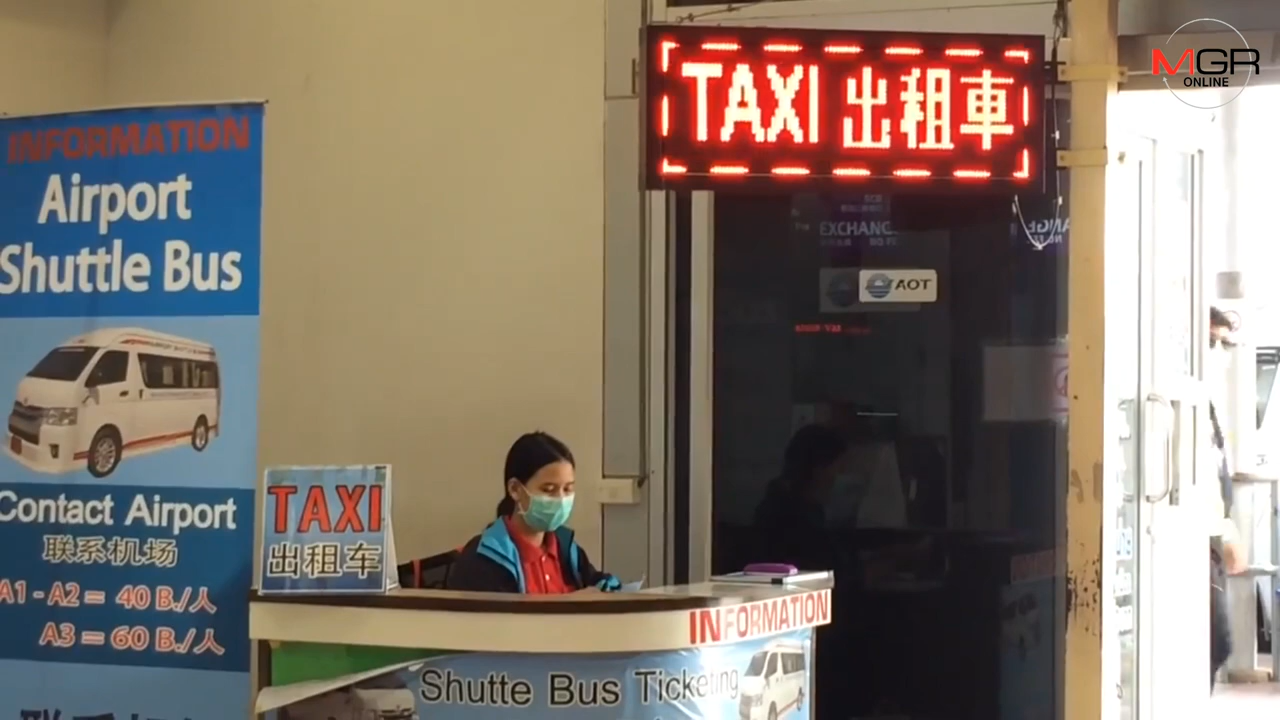 INFORMATION
Airport
Shuttle Bus
Contact Airport
联系机场
A1 - A2 = 40 B./人
A3 = 60 B./人
TAXI
出租车
TAXI 出租車
EXCHANG
AOT
INFORMATION
Shutte Bus Ticketing
MGR
ONLINE